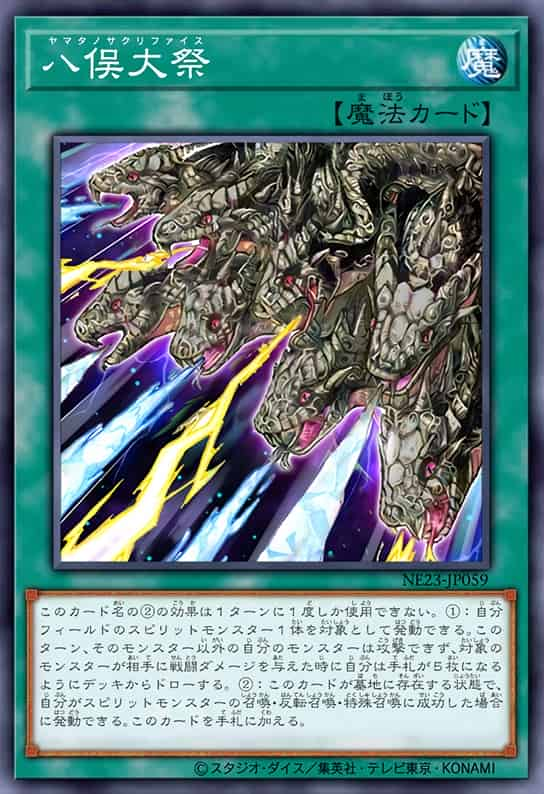 ヤマタノサクリファイス
八俣大祭
魔
【魔法カード】
NE23-JP059
このカード名の②の効果は1ターンに1度しか使用できない。①：自分
フィールドのスピリットモンスター1体を対象として発動できる。この
ターン、そのモンスター以外の自分のモンスターは攻撃できず、対象の
モンスターが相手に戦闘ダメージを与えた時に自分は手札が5枚になる
ようにデッキからドローする。②：このカードが墓地に存在する状態で、
自分がスピリットモンスターの召喚・反転召喚・特殊召喚に成功した場合
に発動できる。このカードを手札に加える。
©スタジオ・ダイス／集英社・テレビ東京・KONAMI